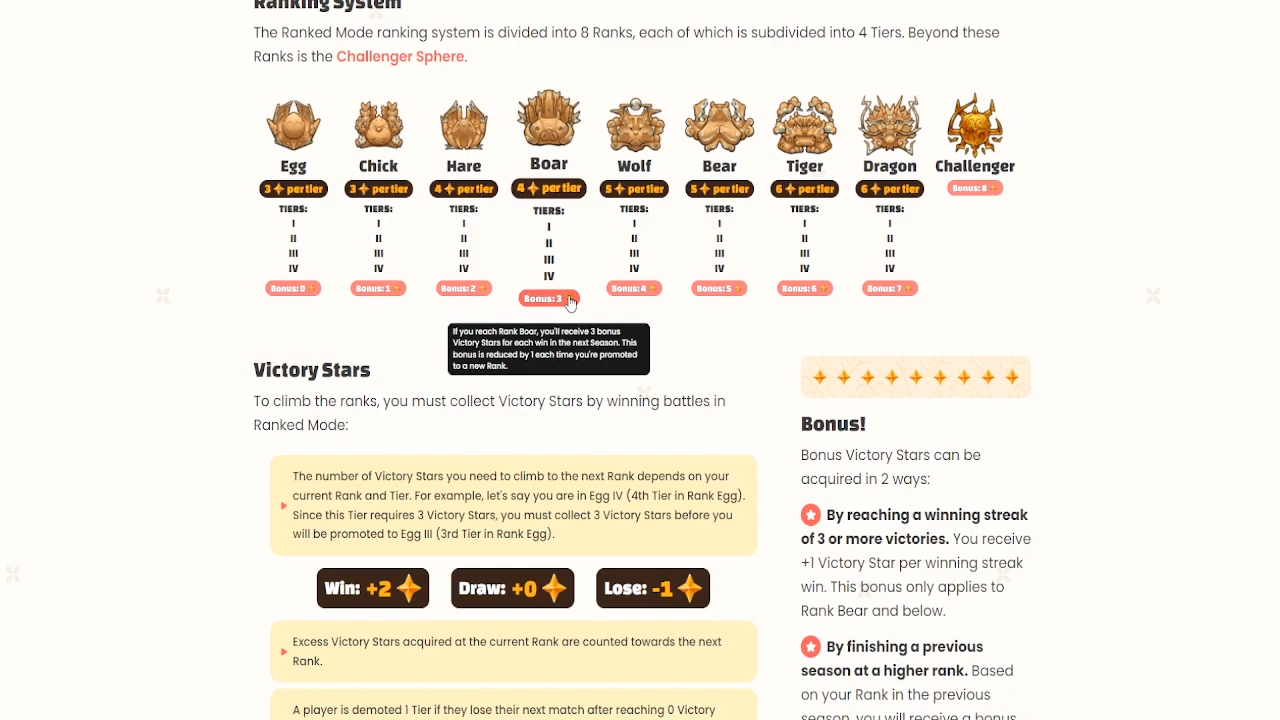 Ranking System
The Ranked Mode ranking system is divided into 8 Ranks, each of which is subdivided into 4 Tiers. Beyond these
Ranks is the Challenger Sphere.
Egg Chick Hare Boar Wolf Bear Tiger Dragon Challenger
3 per tier 3 per tier 4 per tier 4 per tier 5 per tier 5 per tier 6 per tier 6 per tier Bonus: 8
TIERS: TIERS: TIERS: TIERS: TIERS: TIERS: TIERS: TIERS:
I I I I I I I I
II II II II II II II II
III III III III III III III III
IV IV IV IV IV IV IV IV
Bonus: 0 Bonus: 1 Bonus: 2 Bonus: 3 Bonus: 4 Bonus: 5 Bonus: 6 Bonus: 7
If you reach Rank Boar, you'll receive 3 bonus
Victory Stars for each win in the next Season. This
bonus is reduced by 1 each time you're promoted
to a new Rank.
Victory Stars
To climb the ranks, you must collect Victory Stars by winning battles in
Ranked Mode:
The number of Victory Stars you need to climb to the next Rank depends on your
current Rank and Tier. For example, let's say you are in Egg IV (4th Tier in Rank Egg).
Since this Tier requires 3 Victory Stars, you must collect 3 Victory Stars before you
will be promoted to Egg III (3rd Tier in Rank Egg).
Win: +2 Draw: +0 Lose: -1
Excess Victory Stars acquired at the current Rank are counted towards the next
Rank.
A player is demoted 1 Tier if they lose their next match after reaching 0 Victory
Bonus!
Bonus Victory Stars can be
acquired in 2 ways:
By reaching a winning streak
of 3 or more victories. You receive
+1 Victory Star per winning streak
win. This bonus only applies to
Rank Bear and below.
By finishing a previous
season at a higher rank. Based
on your Rank in the previous
season, you will receive a bonus